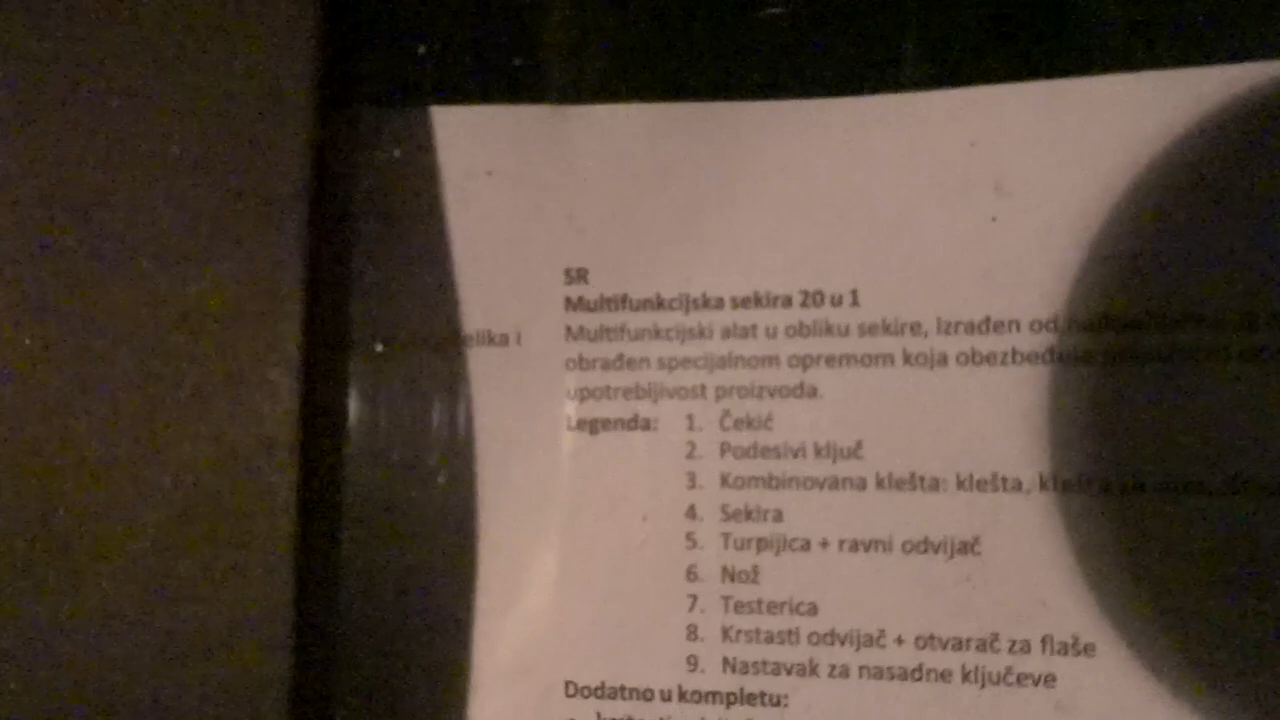 SR
Multifunkcijska sekira 20 u 1
elika i
Multifunkcijski alat u obliku sekire, izrađen od
obrađen specijalnom opremom koja obezbeđuje
upotrebljivost proizvoda.
Legenda: 1. Čekić
2. Podesivi ključ
3. Kombinovana klešta: klešta, klešta
4. Sekira
5. Turpijica + ravni odvijač
6. Nož
7. Testerica
8. Krstasti odvijač + otvarač za flaše
9. Nastavak za nasadne ključeve
Dodatno u kompletu: